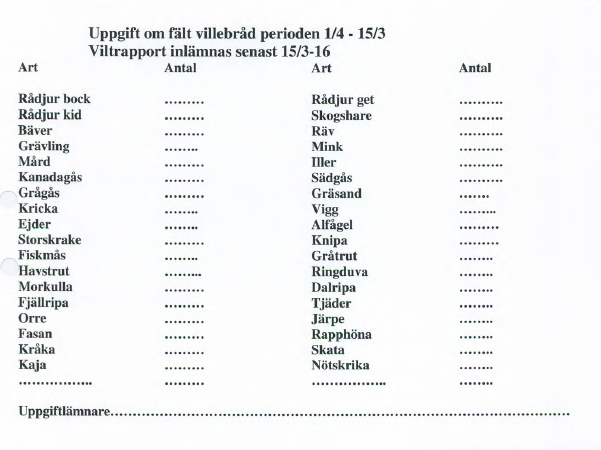 Uppgift om fält villebråd perioden 1/4 - 15/3
Viltrapport inlämnas senast 15/3-16
Art Antal Art Antal
Rådjur bock ......... Rådjur get ..........
Rådjur kid ......... Skogshare ..........
Bäver ......... Räv ..........
Grävling ........ Mink ..........
Mård ......... Iller ..........
Kanadagås ......... Sädgås ..........
Grågås ......... Gräsand .......
Kricka ........ Vigg .........
Ejder ........ Alfågel .........
Storskrake ......... Knipa .........
Fiskmås ........ Gråtrut ........
Havstrut ......... Ringduva ........
Morkulla ......... Dalripa ........
Fjällripa ......... Tjäder ........
Orre ......... Järpe ........
Fasan ......... Rapphöna ........
Kråka ......... Skata ........
Kaja ......... Nötskrika ........
................. ......... ................. ........
Uppgiftlämnare..........................................................................................................